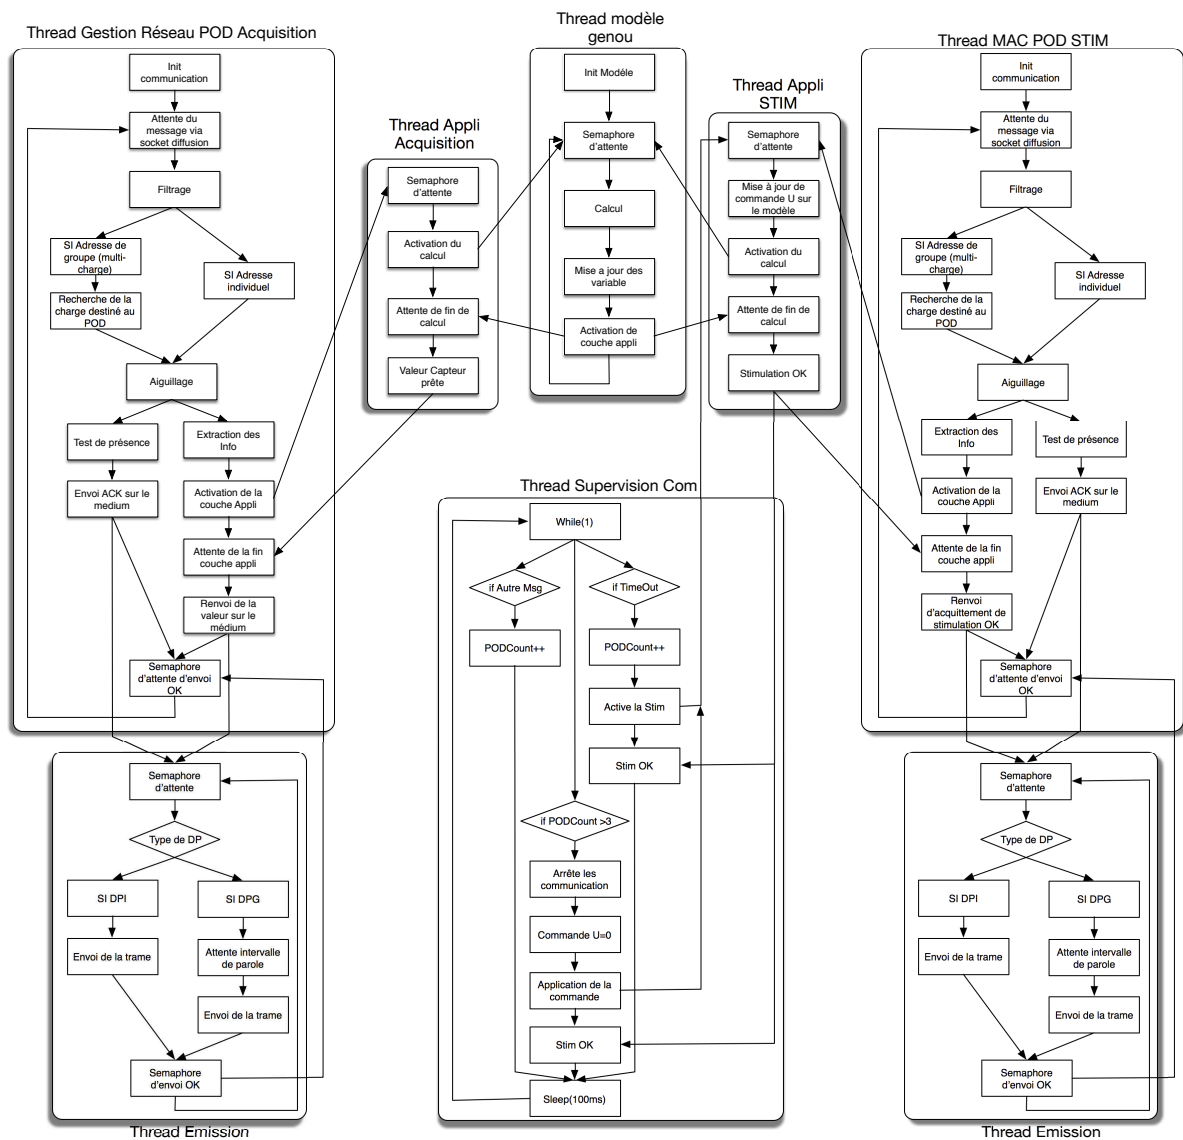 Thread Gestion Réseau POD Acquisition
Init
communication
Attente du
message via
socket diffusion
Filtrage
SI Adresse de
groupe (multi-
charge)
SI Adresse
individuel
Recherche de la
charge destiné au
POD
Aiguillage
Test de présence
Extraction des
Info
Envoi ACK sur le
medium
Activation de la
couche Appli
Attente de la fin
couche appli
Renvoi de la
valeur sur le
médium
Semaphore
d'attente d'envoi
OK
Semaphore
d'attente
Type de DP
SI DPI
SI DPG
Envoi de la trame
Attente intervalle
de parole
Envoi de la trame
Semaphore
d'envoi OK
Thread Emission
Thread Appli
Acquisition
Semaphore
d'attente
Activation du
calcul
Attente de fin de
calcul
Valeur Capteur
prête
Thread modèle
genou
Init Modéle
Semaphore
d'attente
Calcul
Mise a jour des
variable
Activation de
couche appli
Thread Appli
STIM
Semaphore
d'attente
Mise à jour de
commande U sur
le modèle
Activation du
calcul
Attente de fin de
calcul
Stimulation OK
Thread Supervision Com
While(1)
if Autre Msg
if TimeOut
PODCount++
PODCount++
Active la Stim
Stim OK
if PODCount >3
Arrête les
communication
Commande U=0
Application de la
commande
Stim OK
Sleep(100ms)
Thread MAC POD STIM
Init
communication
Attente du
message via
socket diffusion
Filtrage
SI Adresse de
groupe (multi-
charge)
SI Adresse
individuel
Recherche de la
charge destiné au
POD
Aiguillage
Extraction des
Info
Test de présence
Activation de la
couche Appli
Envoi ACK sur le
medium
Attente de la fin
couche appli
Renvoi
d'acquittement de
stimulation OK
Semaphore
d'attente d'envoi
OK
Semaphore
d'attente
Type de DP
SI DPI
SI DPG
Envoi de la trame
Attente intervalle
de parole
Envoi de la trame
Semaphore
d'envoi OK
Thread Emission